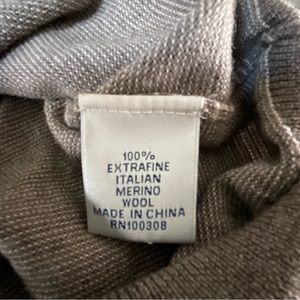 100%
EXTRAFINE
ITALIAN
MERINO
WOOL
MADE IN CHINA
RN100308